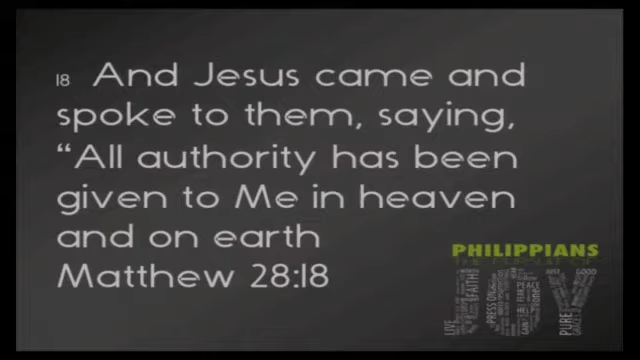 18 And Jesus came and
spoke to them, saying,
“All authority has been
given to Me in heaven
and on earth
Matthew 28:18
PHILIPPIANS
JOY